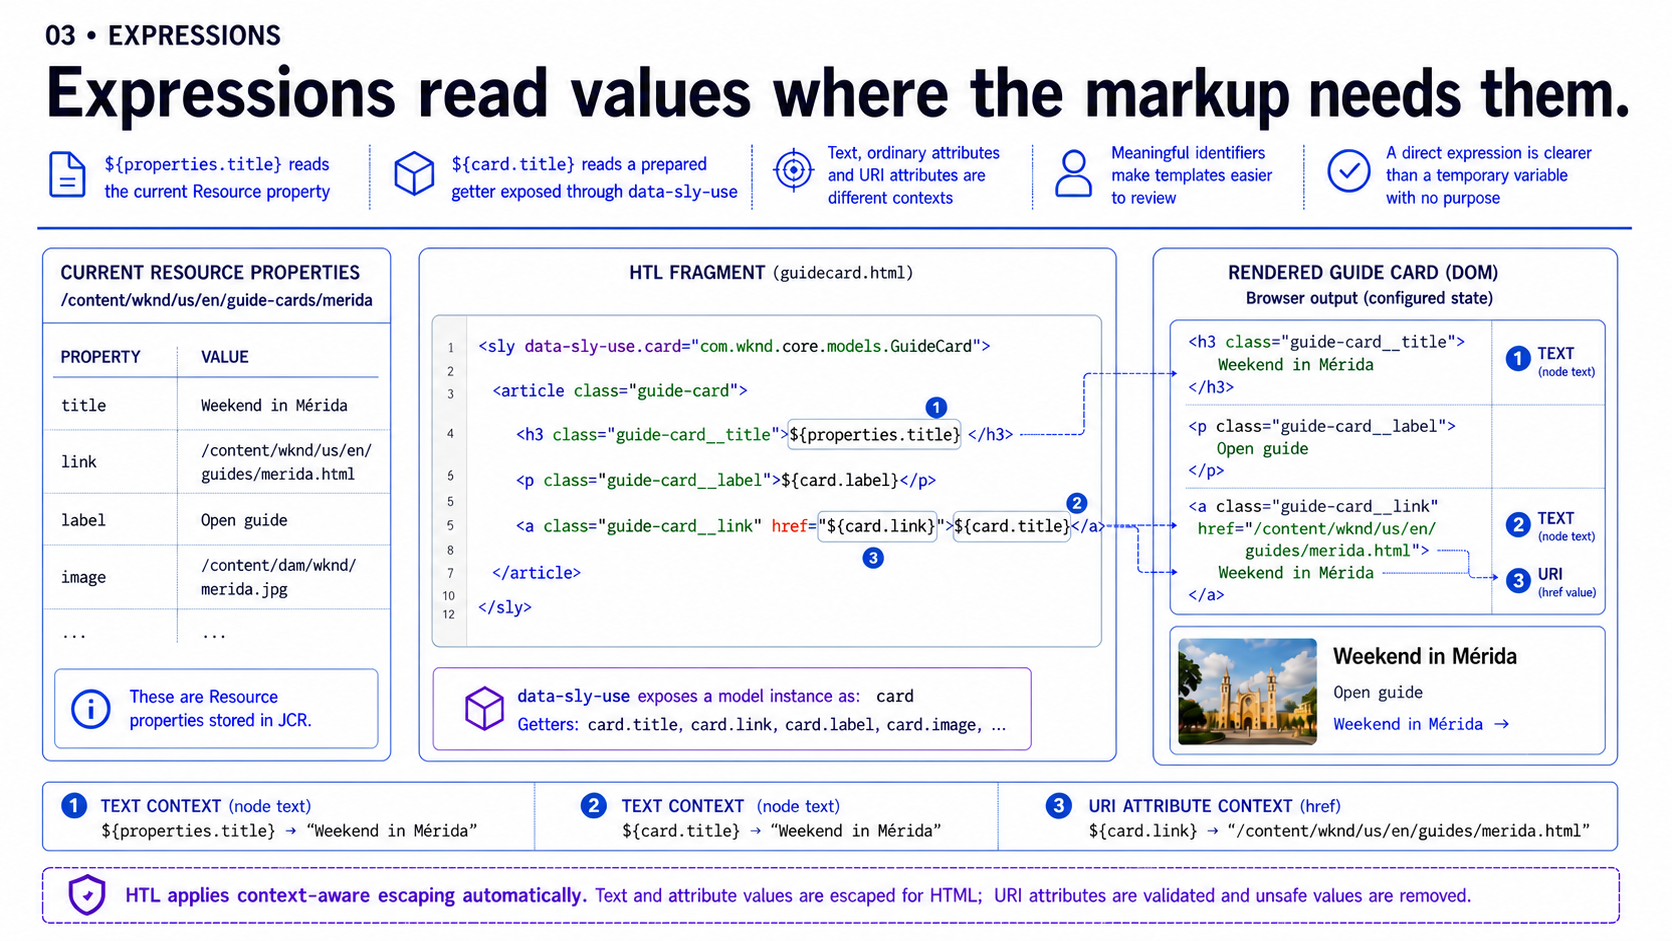 03 • EXPRESSIONS
Expressions read values where the markup needs them.
${properties.title} reads
the current Resource property
${card.title} reads a prepared
getter exposed through data-sly-use
Text, ordinary attributes
and URI attributes are
different contexts
Meaningful identifiers
make templates easier
to review
A direct expression is clearer
than a temporary variable
with no purpose
CURRENT RESOURCE PROPERTIES
/content/wknd/us/en/guide-cards/merida
PROPERTY VALUE
title Weekend in Mérida
link /content/wknd/us/en/
guides/merida.html
label Open guide
image /content/dam/wknd/
merida.jpg
... ...
These are Resource
properties stored in JCR.
HTL FRAGMENT (guidecard.html)
1 <sly data-sly-use.card="com.wknd.core.models.GuideCard">
2
3 <article class="guide-card">
1
4 <h3 class="guide-card__title">${properties.title} </h3>
6 <p class="guide-card__label">${card.label}</p>
5
2
5 <a class="guide-card__link" href="${card.link}">${card.title}</a>
8
3
7 </article>
10
</sly>
12
data-sly-use exposes a model instance as: card
Getters: card.title, card.link, card.label, card.image, ...
RENDERED GUIDE CARD (DOM)
Browser output (configured state)
<h3 class="guide-card__title">
Weekend in Mérida
</h3>
1 TEXT
(node text)
<p class="guide-card__label">
Open guide
</p>
<a class="guide-card__link"
href="/content/wknd/us/en/
guides/merida.html">
Weekend in Mérida
</a>
2 TEXT
(node text)
3 URI
(href value)
Weekend in Mérida
Open guide
Weekend in Mérida →
1 TEXT CONTEXT (node text)
${properties.title} → “Weekend in Mérida”
2 TEXT CONTEXT (node text)
${card.title} → “Weekend in Mérida”
3 URI ATTRIBUTE CONTEXT (href)
${card.link} → “/content/wknd/us/en/guides/merida.html”
HTL applies context-aware escaping automatically. Text and attribute values are escaped for HTML; URI attributes are validated and unsafe values are removed.